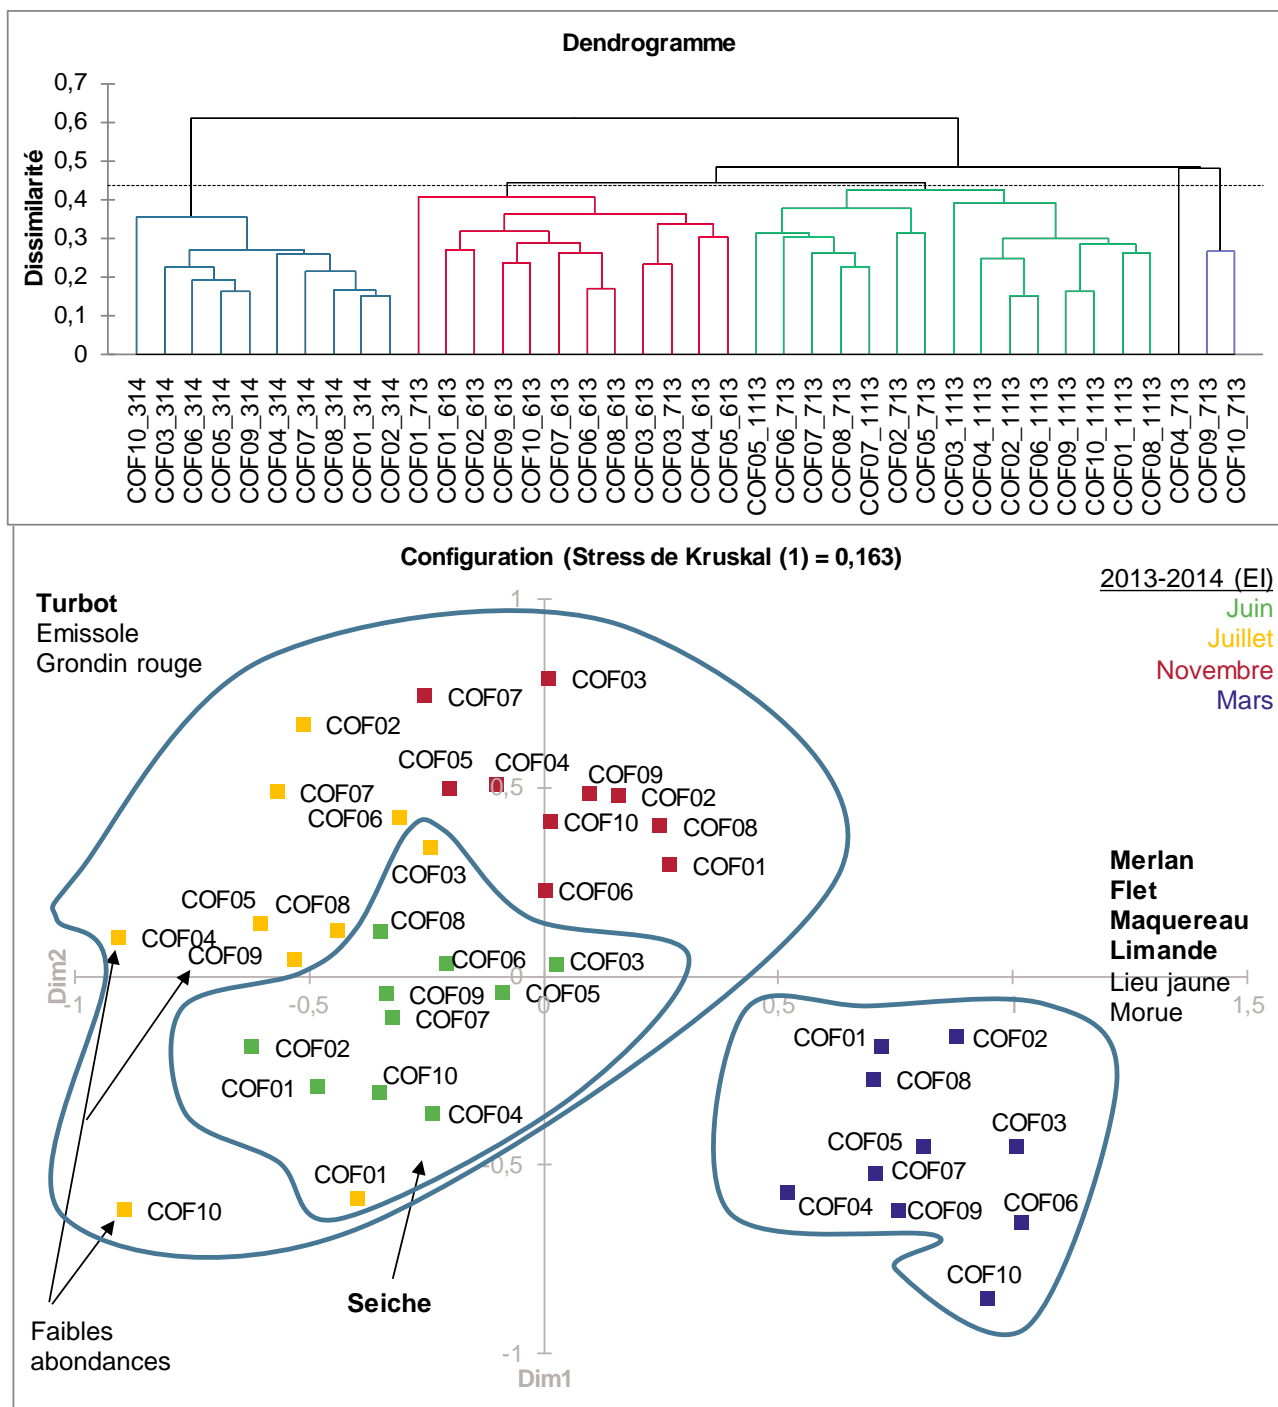 Dendrogramme
Dissimilarité
0,7
0,6
0,5
0,4
0,3
0,2
0,1
0
COF10_314
COF03_314
COF06_314
COF05_314
COF09_314
COF04_314
COF07_314
COF08_314
COF01_314
COF02_314
COF01_713
COF01_613
COF02_613
COF09_613
COF10_613
COF07_613
COF06_613
COF08_613
COF03_613
COF03_713
COF04_613
COF05_613
COF05_1113
COF06_713
COF07_713
COF08_713
COF07_1113
COF02_713
COF05_713
COF03_1113
COF04_1113
COF02_1113
COF06_1113
COF09_1113
COF10_1113
COF01_1113
COF08_1113
COF04_713
COF09_713
COF10_713
Configuration (Stress de Kruskal (1) = 0,163)
2013-2014 (EI)
Juin
Juillet
Novembre
Mars
Turbot
Emissole
Grondin rouge
1
COF03
COF07
COF02
COF05
COF04
0,5
COF09
COF02
COF07
COF06
COF10
COF08
COF03
COF01
COF06
Merlan
Flet
Maquereau
Limande
Lieu jaune
Morue
COF05
COF08
COF04
COF09
COF08
COF06
COF03
COF09
COF05
COF07
Dim2
-1
-0,5
0
0
0,5
1,5
COF02
COF01
COF10
COF04
COF01
COF02
COF08
COF05
COF03
COF07
COF04
COF09
COF06
COF10
-0,5
COF01
COF10
Seiche
Faibles
abondances
-1
Dim1